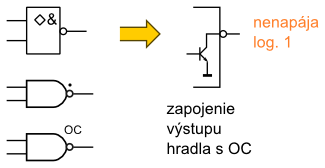 ◇&
OC
nenapája
log. 1
zapojenie
výstupu
hradla s OC